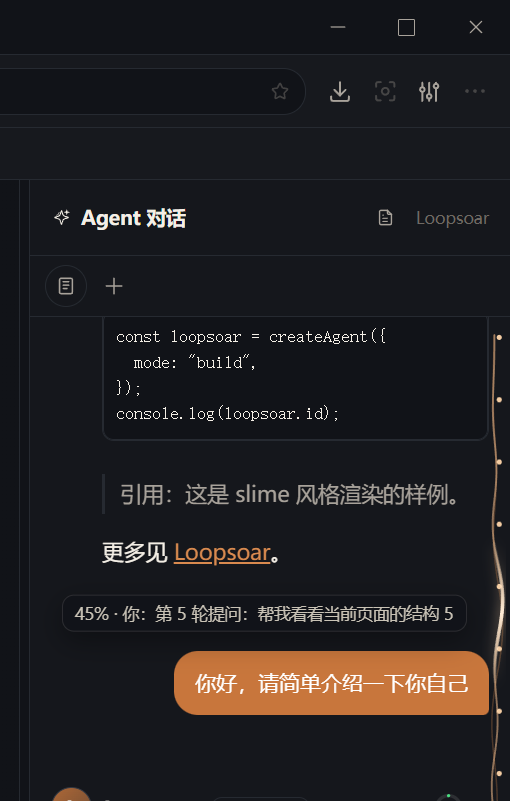 Agent 对话
Loopsoar
const loopsoar = createAgent({
  mode: "build",
});
console.log(loopsoar.id);
引用：这是 slime 风格渲染的样例。
更多见 Loopsoar。
45% · 你：第 5 轮提问：帮我看看当前页面的结构 5
你好，请简单介绍一下你自己